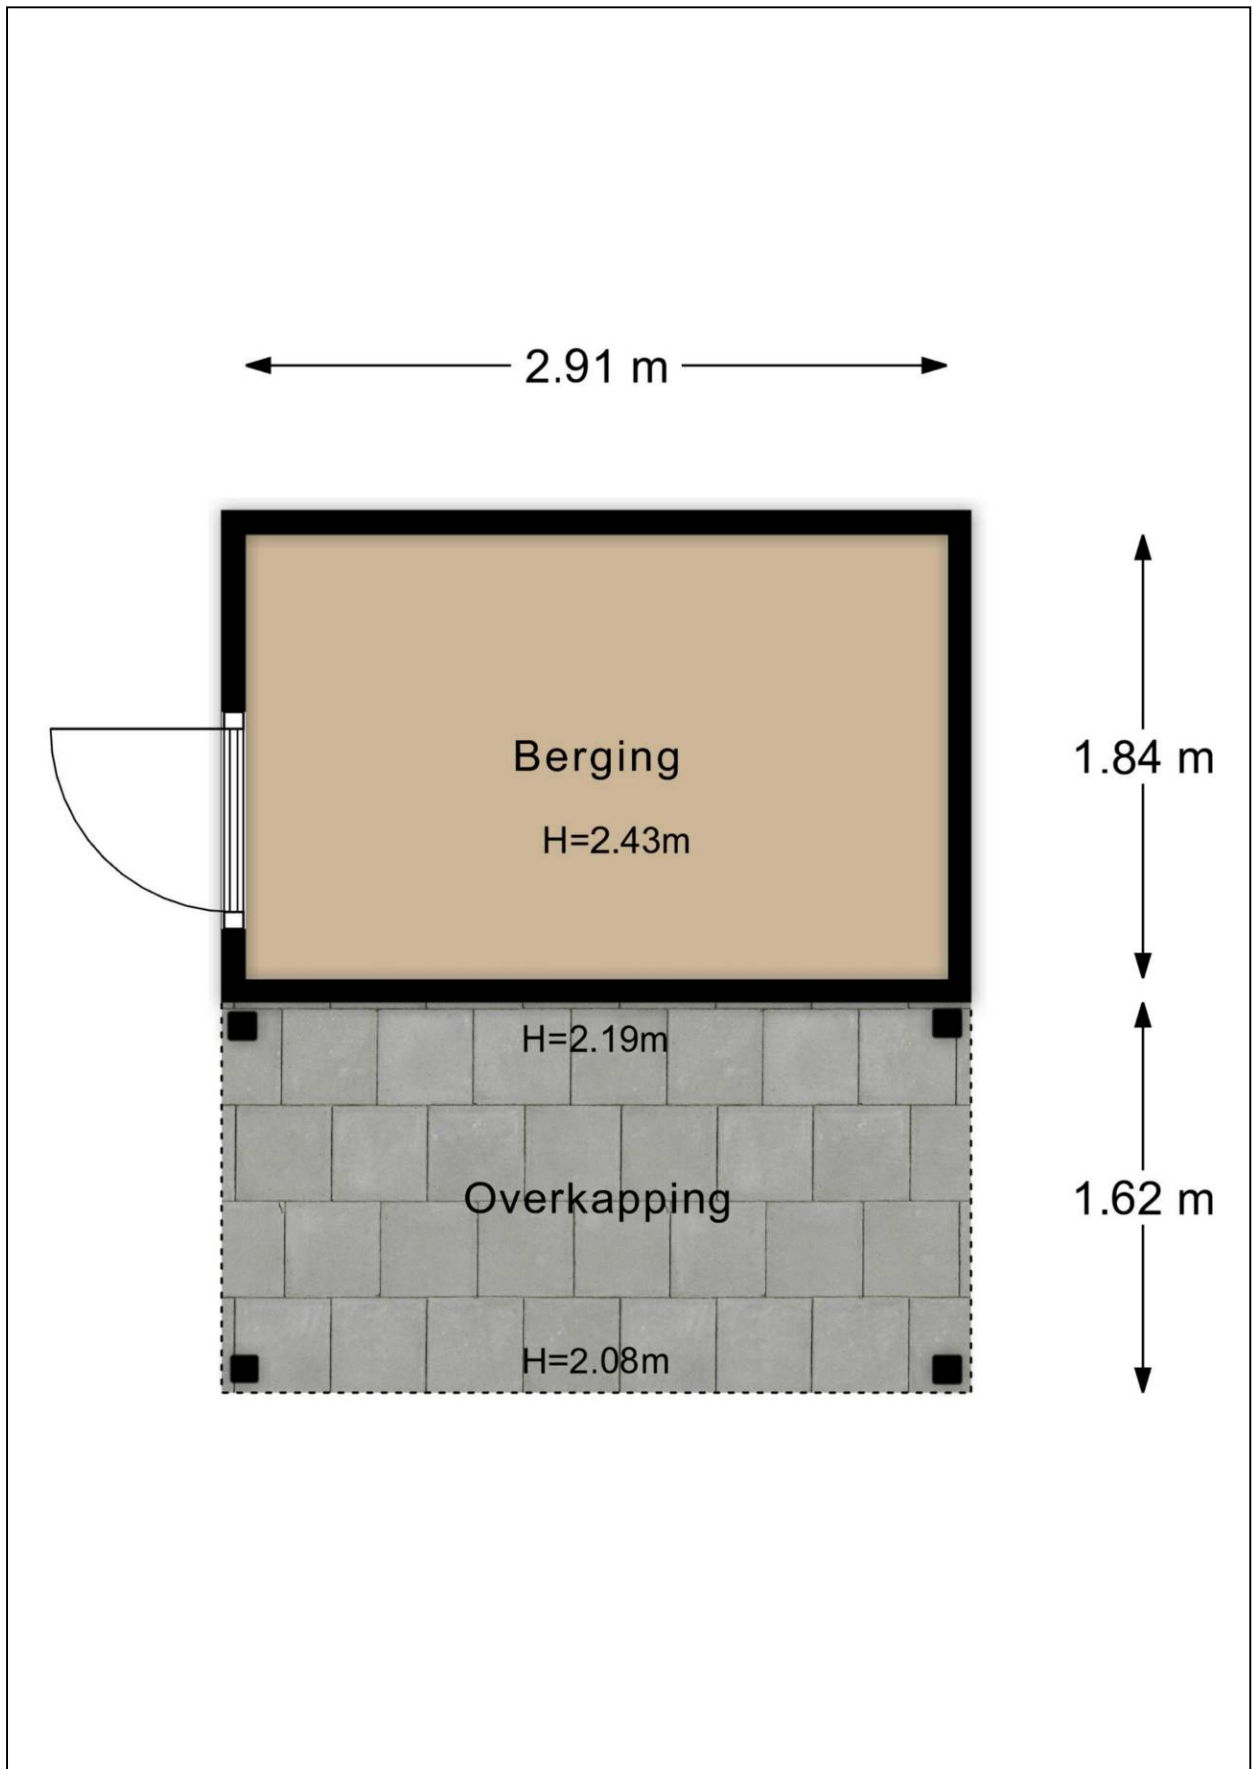 2.91 m
Berging
1.84 m
H=2.43m
H=2.19m
Overkapping
1.62 m
H=2.08m